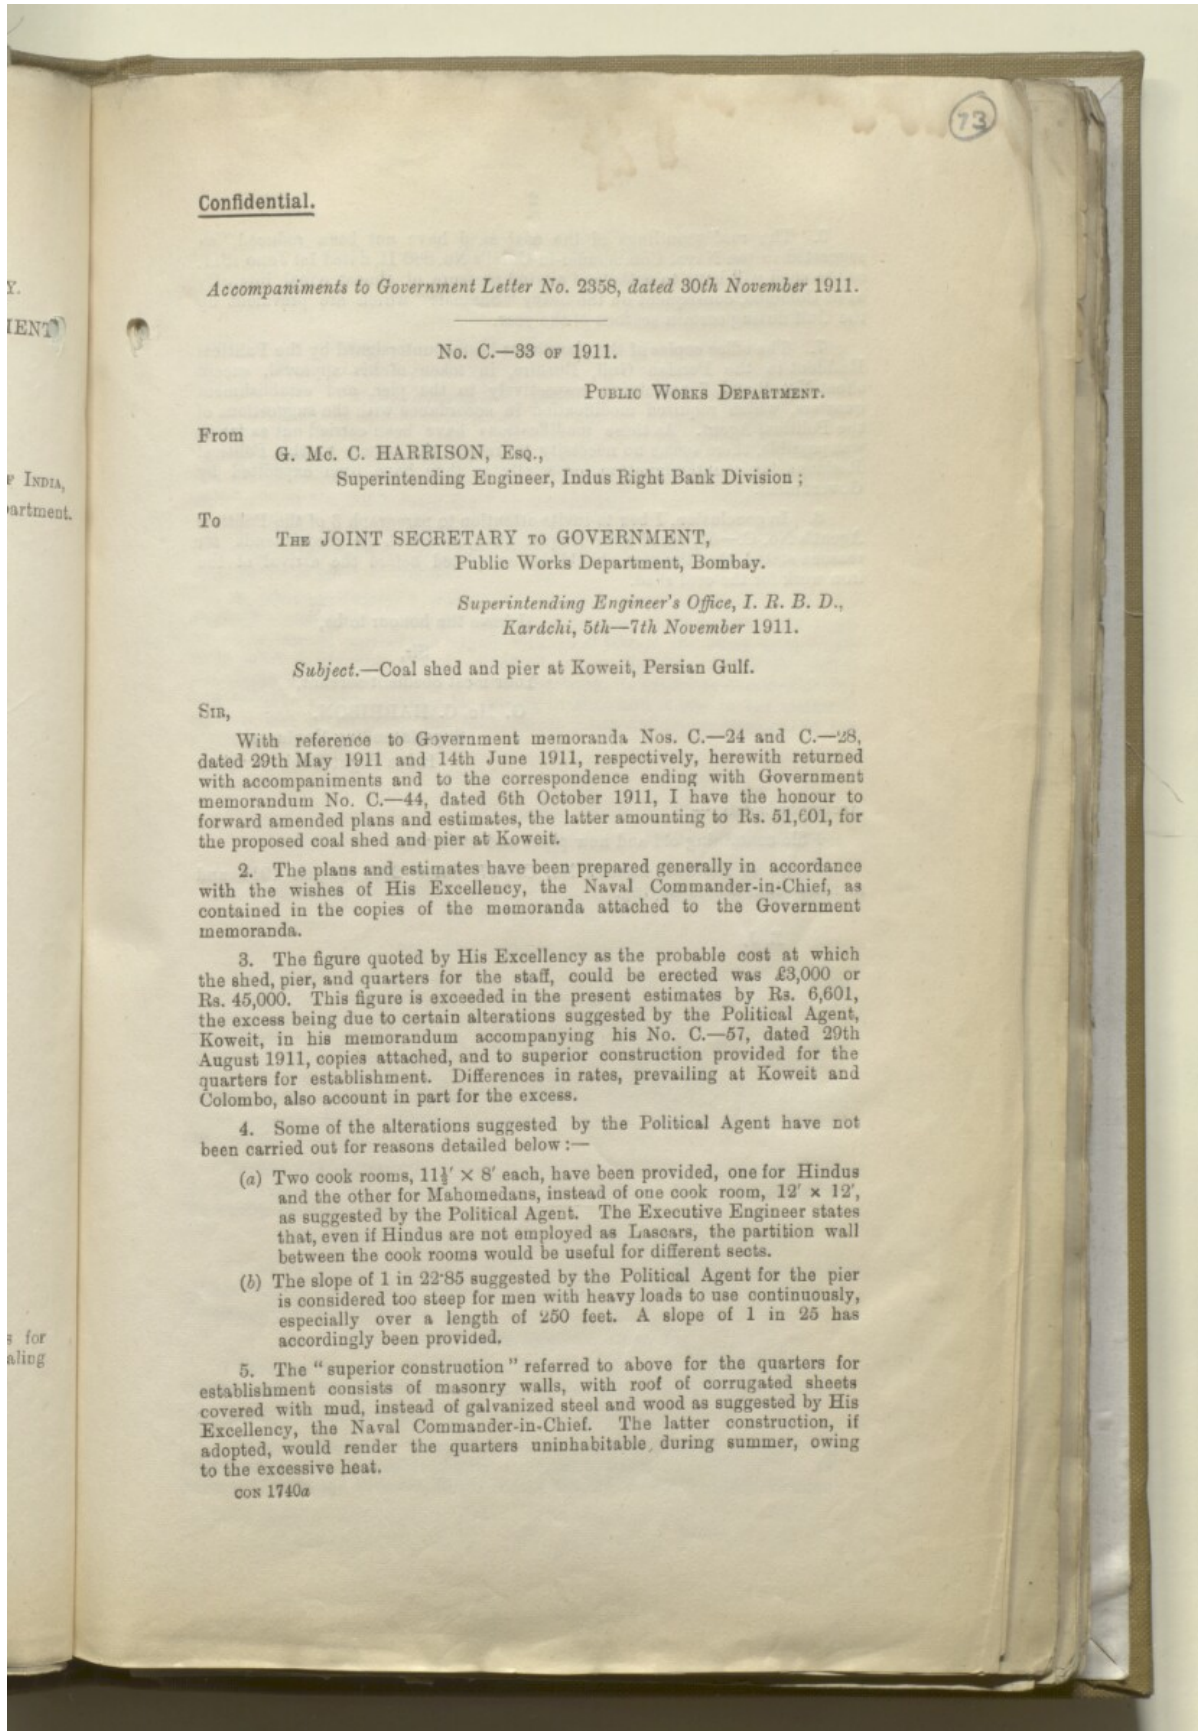 73
Confidential.
Accompaniments to Government Letter No. 2358, dated 30th November 1911.
Y.
IENT
No. C.—33 OF 1911.
PUBLIC WORKS DEPARTMENT.
From
G. Mc. C. HARRISON, ESQ.,
Superintending Engineer, Indus Right Bank Division ;
INDIA,
artment.
To
THE JOINT SECRETARY TO GOVERNMENT,
Public Works Department, Bombay.
Superintending Engineer's Office, I. R. B. D.,
Karáchi, 5th—7th November 1911.
Subject.—Coal shed and pier at Koweit, Persian Gulf.
SIR,
With reference to Government memoranda Nos. C.—24 and C.—28,
dated 29th May 1911 and 14th June 1911, respectively, herewith returned
with accompaniments and to the correspondence ending with Government
memorandum No. C.—44, dated 6th October 1911, I have the honour to
forward amended plans and estimates, the latter amounting to Rs. 51,601, for
the proposed coal shed and pier at Koweit.
2. The plans and estimates have been prepared generally in accordance
with the wishes of His Excellency, the Naval Commander-in-Chief, as
contained in the copies of the memoranda attached to the Government
memoranda.
3. The figure quoted by His Excellency as the probable cost at which
the shed, pier, and quarters for the staff, could be erected was £3,000 or
Rs. 45,000. This figure is exceeded in the present estimates by Rs. 6,601,
the excess being due to certain alterations suggested by the Political Agent,
Koweit, in his memorandum accompanying his No. C.—57, dated 29th
August 1911, copies attached, and to superior construction provided for the
quarters for establishment. Differences in rates, prevailing at Koweit and
Colombo, also account in part for the excess.
4. Some of the alterations suggested by the Political Agent have not
been carried out for reasons detailed below :—
(a) Two cook rooms, 11½′ × 8′ each, have been provided, one for Hindus
and the other for Mahomedans, instead of one cook room, 12′ × 12′,
as suggested by the Political Agent. The Executive Engineer states
that, even if Hindus are not employed as Lascars, the partition wall
between the cook rooms would be useful for different sects.
(b) The slope of 1 in 22·85 suggested by the Political Agent for the pier
is considered too steep for men with heavy loads to use continuously,
especially over a length of 250 feet. A slope of 1 in 25 has
accordingly been provided.
for
aling
5. The “superior construction” referred to above for the quarters for
establishment consists of masonry walls, with roof of corrugated sheets
covered with mud, instead of galvanized steel and wood as suggested by His
Excellency, the Naval Commander-in-Chief. The latter construction, if
adopted, would render the quarters uninhabitable during summer, owing
to the excessive heat.
CON 1740a